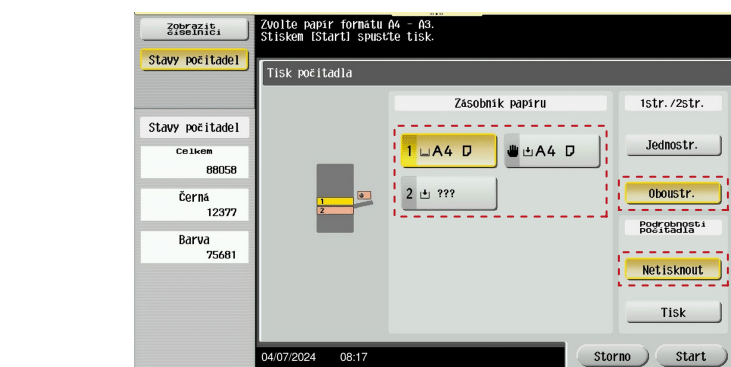 Zobrazit
číselníci
Stavy počitadel
Zvolte papír formátu A4 - A3.
Stiskem [Start] spusťte tisk.
Tisk počitadla
Stavy počitadel
Celkem
88058
Černá
12377
Barva
75681
1
2
Zásobník papíru
1 A4
A4
2 ???
1str./2str.
Jednostr.
Oboustr.
Podrobnosti
počitadla
Netisknout
Tisk
04/07/2024 08:17
Storno
Start